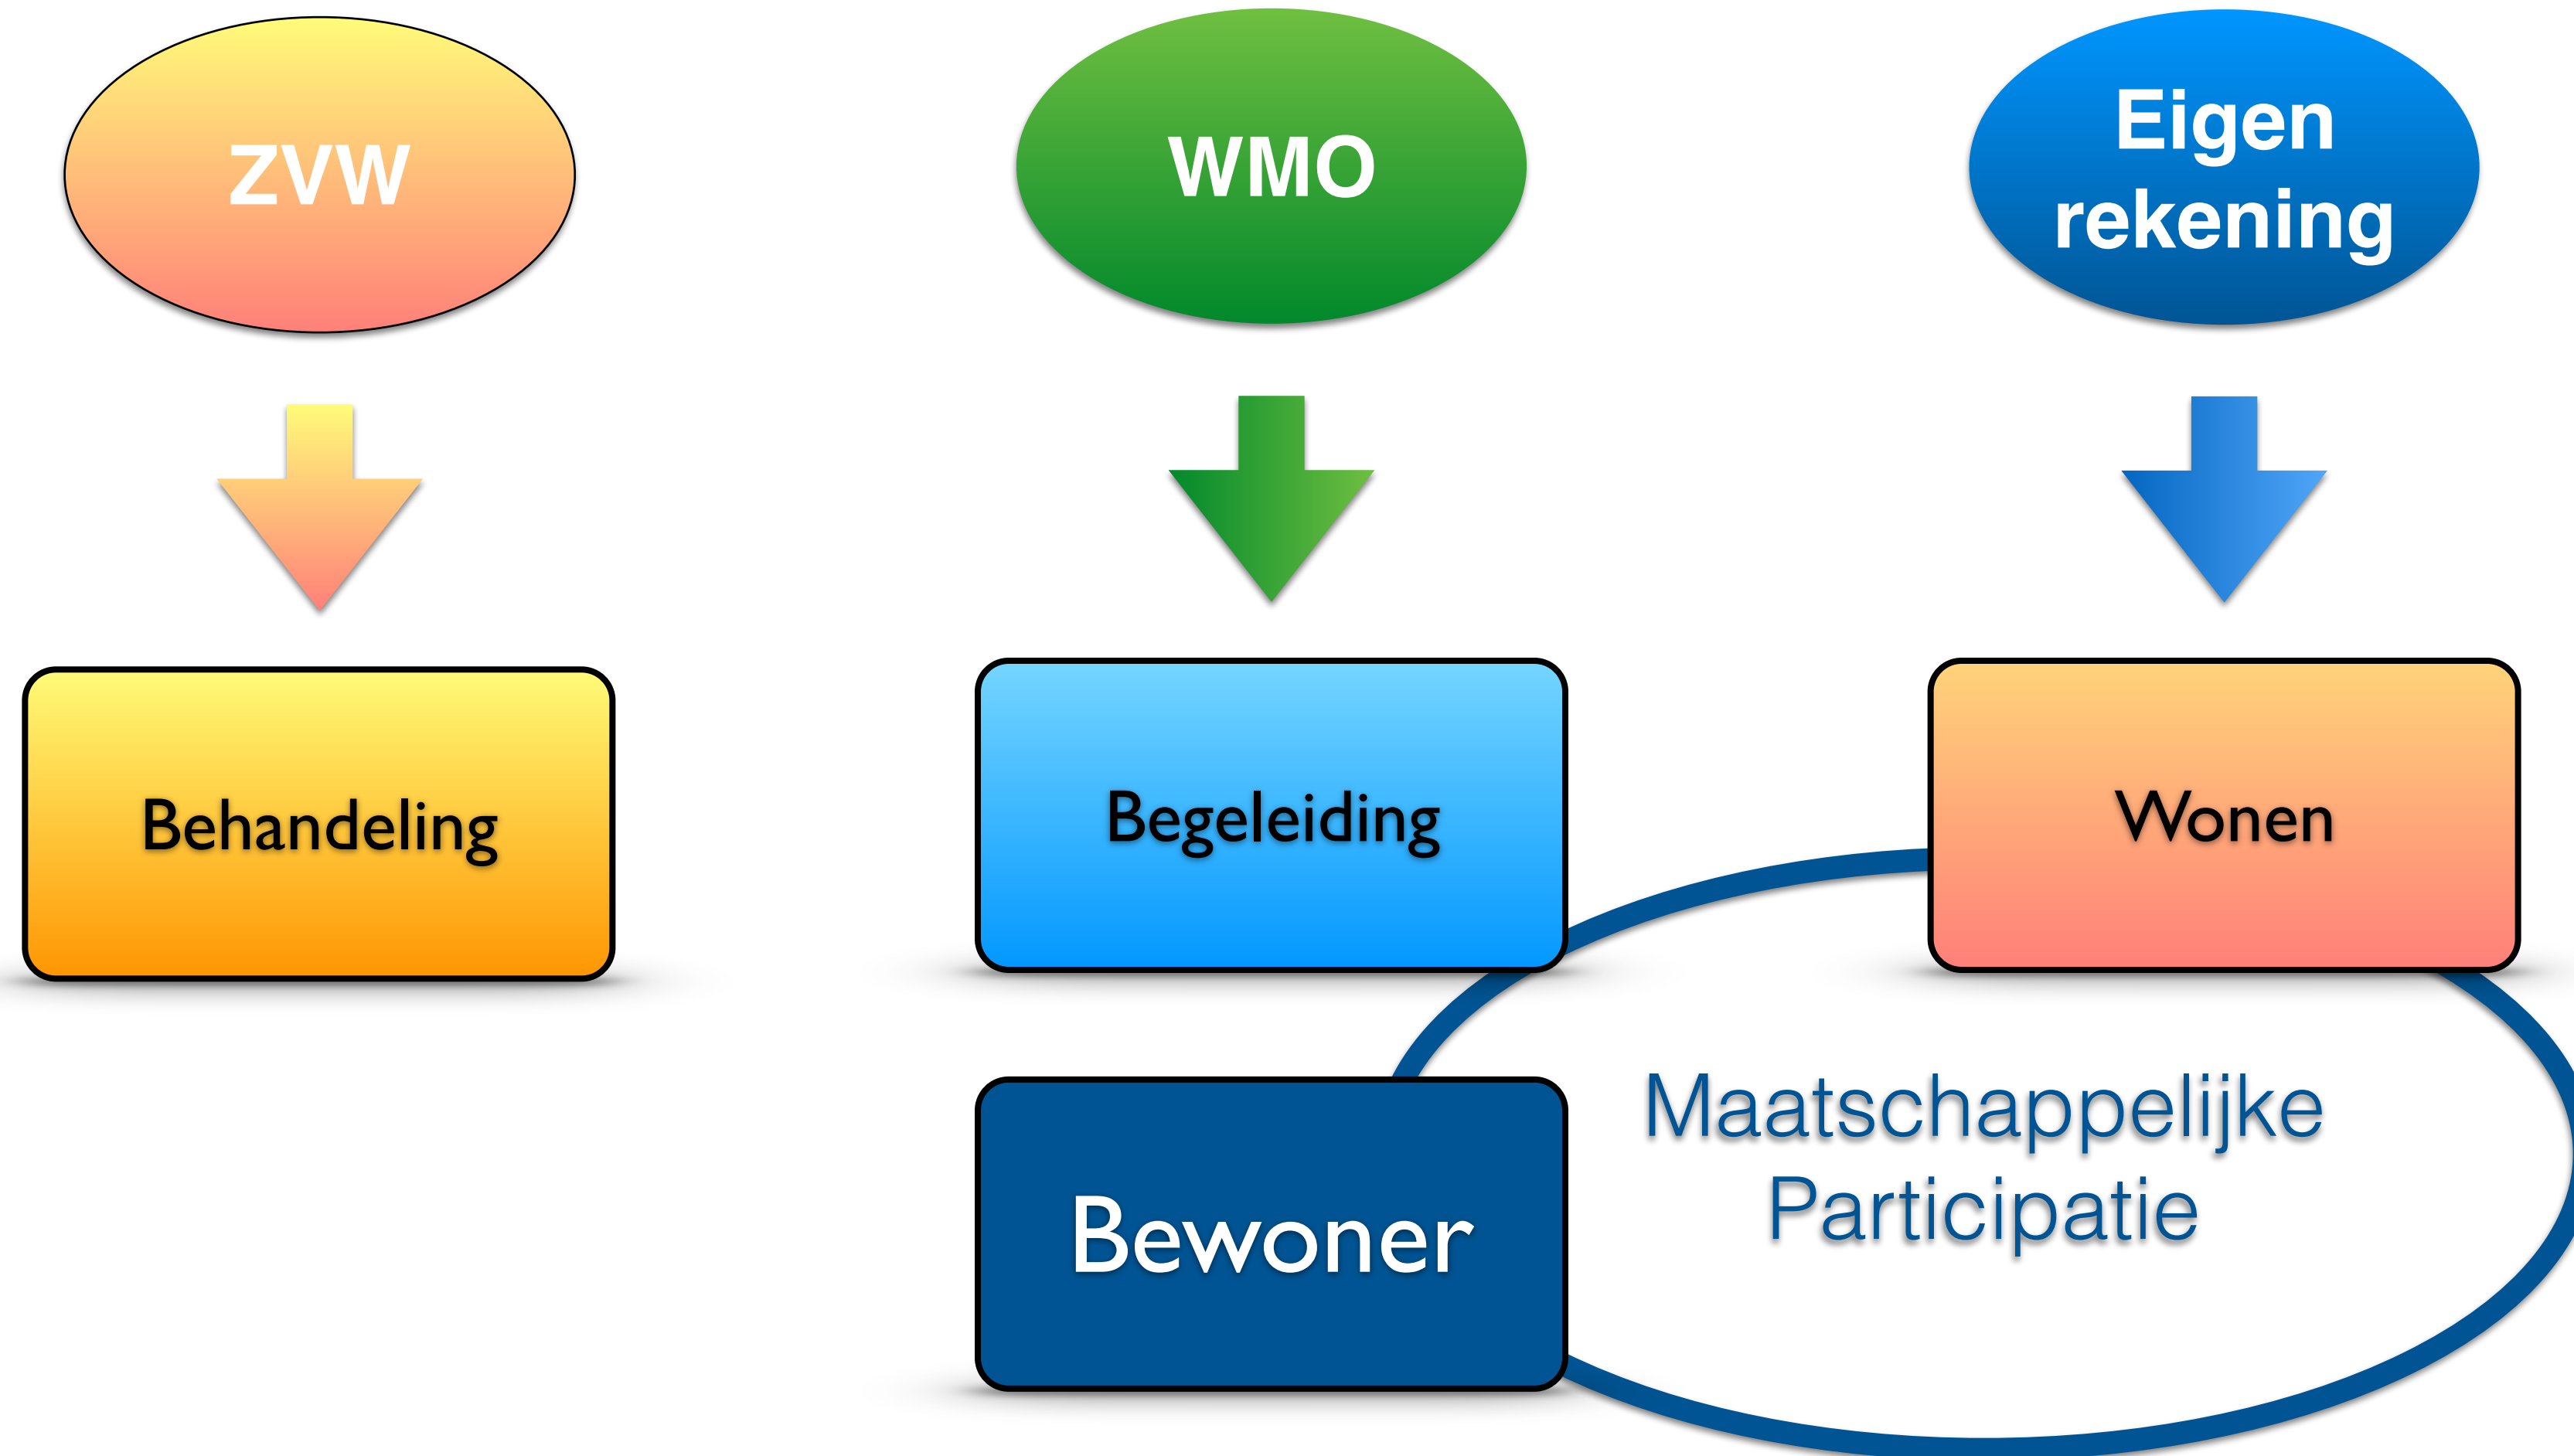 ZVW
WMO
Eigen
rekening
Behandeling
Begeleiding
Wonen
Bewoner
Maatschappelijke
Participatie